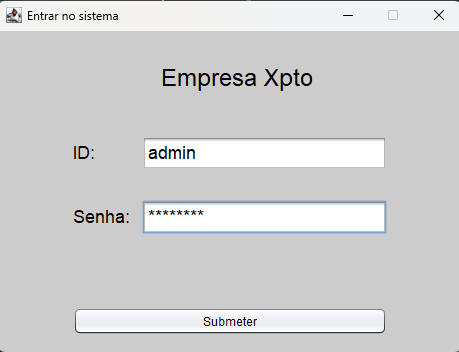 Entrar no sistema
Empresa Xpto
ID: admin
Senha: ********
Submeter